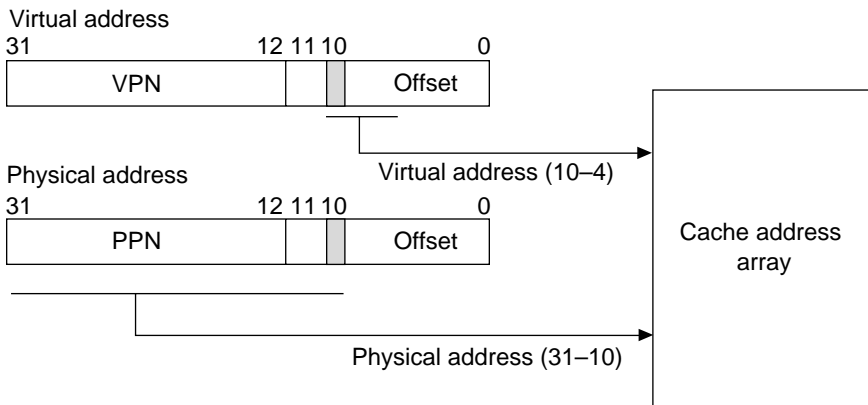 Virtual address
31 12 11 10 0
VPN Offset
Virtual address (10–4)
Physical address
31 12 11 10 0
PPN Offset
Cache address
array
Physical address (31–10)